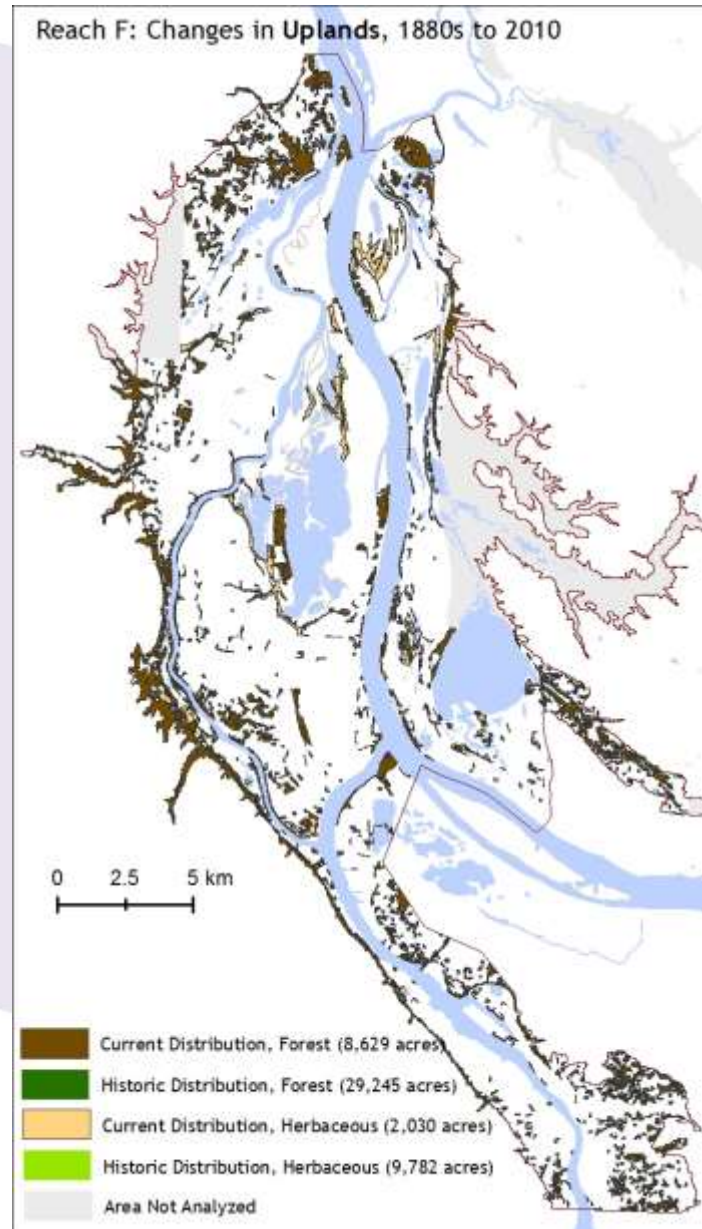 Reach F: Changes in Uplands, 1880s to 2010
0 2.5 5 km
Current Distribution, Forest (8,629 acres)
Historic Distribution, Forest (29,245 acres)
Current Distribution, Herbaceous (2,030 acres)
Historic Distribution, Herbaceous (9,782 acres)
Area Not Analyzed